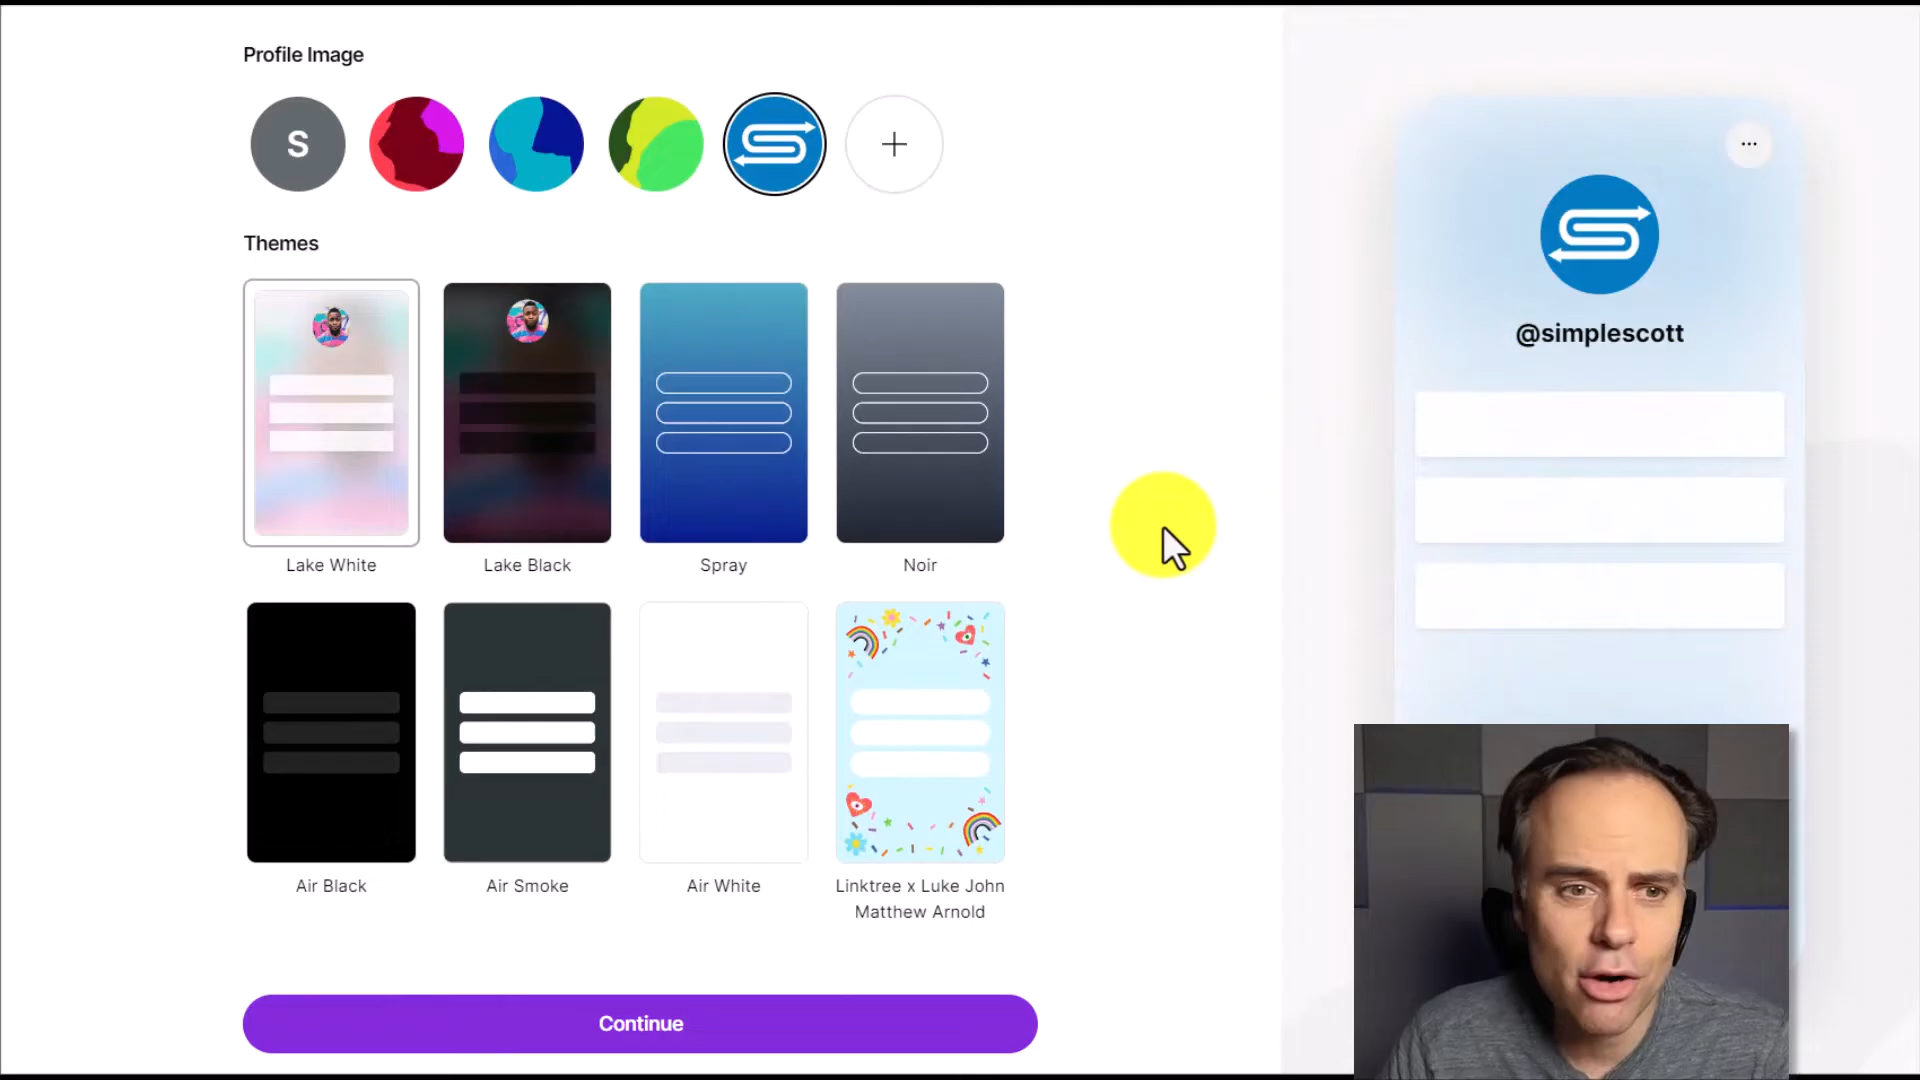 Profile Image
S
Themes
@simplescott
Lake White
Lake Black
Spray
Noir
Air Black
Air Smoke
Air White
Linktree x Luke John
Matthew Arnold
Continue